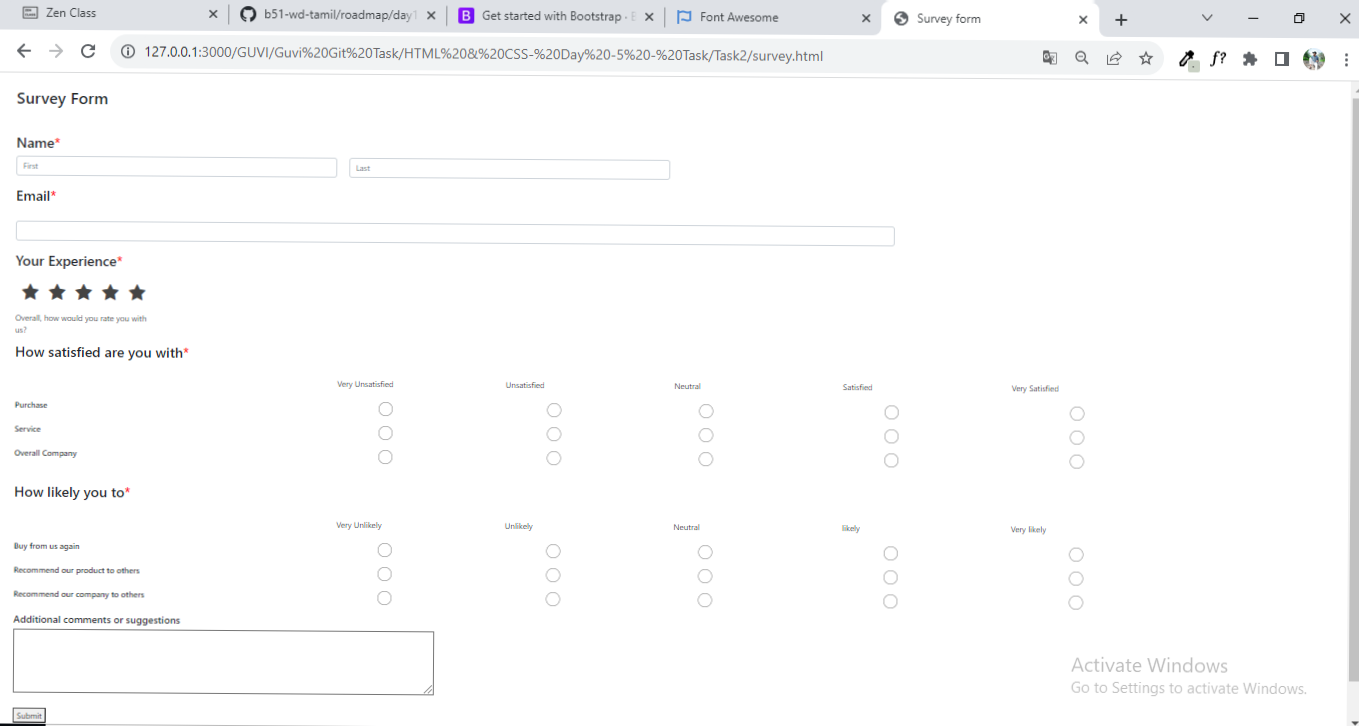 Zen Class
b51-wd-tamil/roadmap/day1
B Get started with Bootstrap · B
Font Awesome
Survey form
127.0.0.1:3000/GUVI/Guvi%20Git%20Task/HTML%20&%20CSS-%20Day%20-5%20-%20Task/Task2/survey.html
f?
Survey Form
Name*
First Last
Email*
Your Experience*
Overall, how would you rate you with
us?
How satisfied are you with*
Very Unsatisfied Unsatisfied Neutral Satisfied Very Satisfied
Purchase
Service
Overall Company
How likely you to*
Very Unlikely Unlikely Neutral likely Very likely
Buy from us again
Recommend our product to others
Recommend our company to others
Additional comments or suggestions
Activate Windows
Go to Settings to activate Windows.
Submit